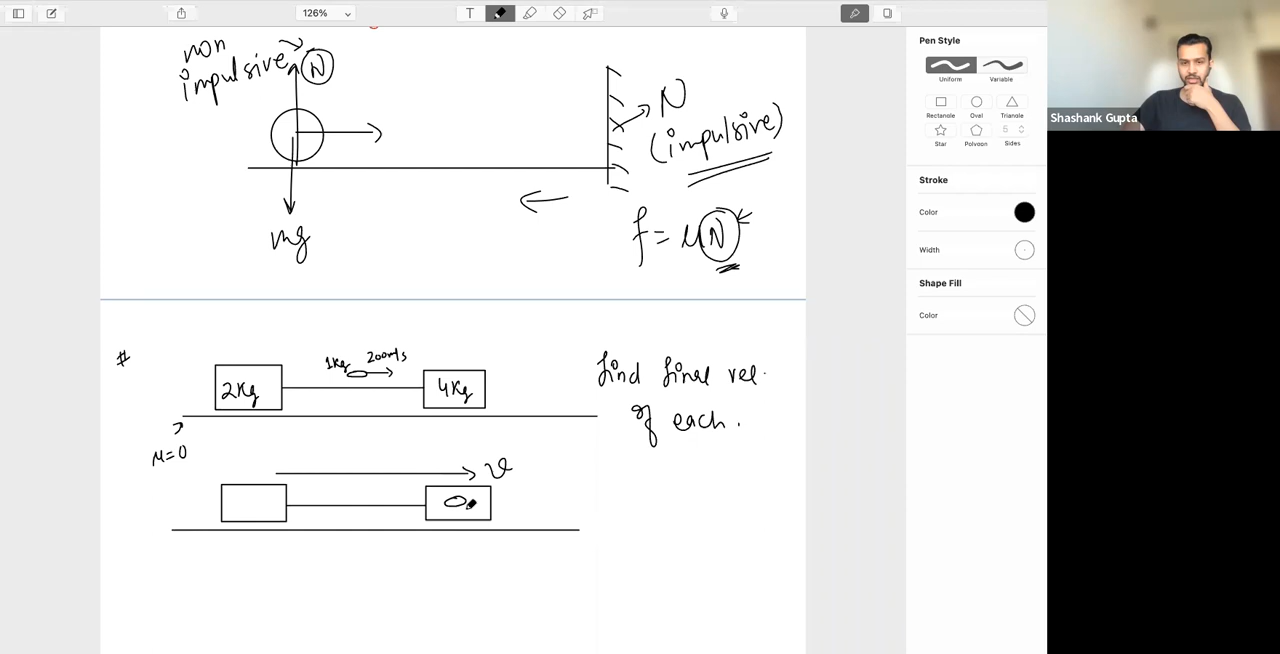 126%
T
Pen Style
non
impulsive
N
Uniform
Variable
N
Rectangle
Oval
Triangle
(impulsive)
Shashank Gupta
5
Star
Polygon
Sides
Stroke
mg
f = μN
Color
Width
Shape Fill
Color
#
1Kg
200m/s
2Kg
4Kg
find final vel.
of each.
μ=0
v